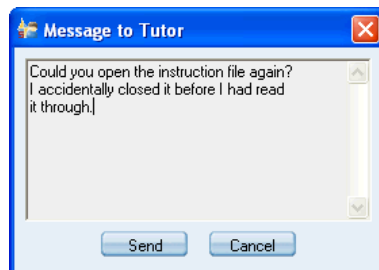 Message to Tutor
Could you open the instruction file again?
I accidentally closed it before I had read
it through.
Send Cancel